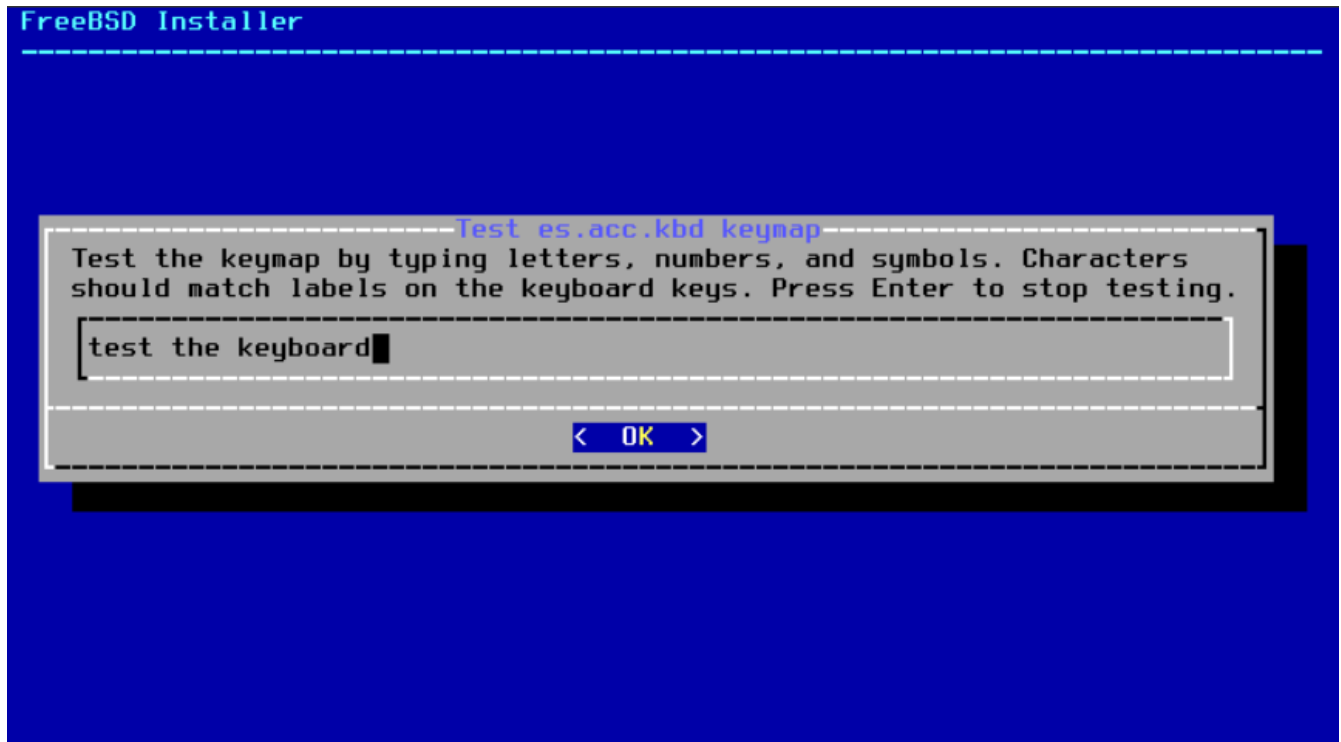 FreeBSD Installer
Test es.acc.kbd keymap
Test the keymap by typing letters, numbers, and symbols. Characters
should match labels on the keyboard keys. Press Enter to stop testing.
test the keyboard
< OK >